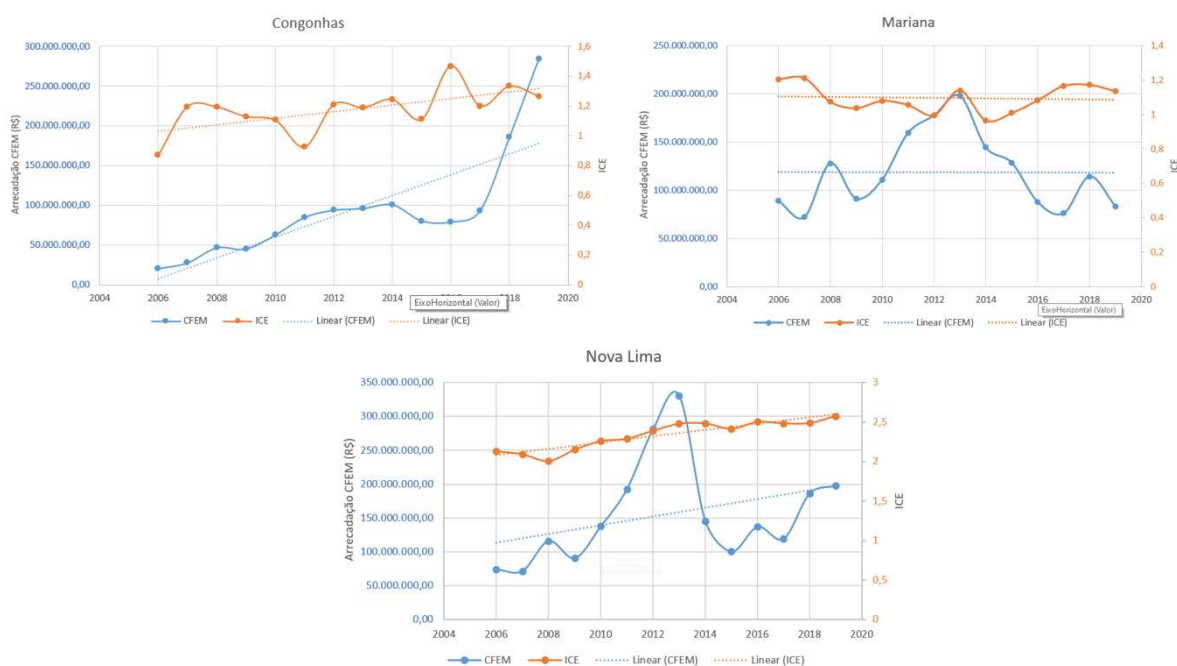 Congonhas
Arrecadação CFEM (R$)
300.000.000,00
250.000.000,00
200.000.000,00
150.000.000,00
100.000.000,00
50.000.000,00
0,00
1,6
1,4
1,2
1
0,8
0,6
0,4
0,2
0
ICE
2004 2006 2008 2010 2012 2014 2016 2018 2020
EixoHorizontal (Valor)
CFEM ICE Linear (CFEM) Linear (ICE)
Mariana
Arrecadação CFEM (R$)
250.000.000,00
200.000.000,00
150.000.000,00
100.000.000,00
50.000.000,00
0,00
1,4
1,2
1
0,8
0,6
0,4
0,2
0
ICE
2004 2006 2008 2010 2012 2014 2016 2018 2020
EixoHorizontal (Valor)
CFEM ICE Linear (CFEM) Linear (ICE)
Nova Lima
Arrecadação CFEM (R$)
350.000.000,00
300.000.000,00
250.000.000,00
200.000.000,00
150.000.000,00
100.000.000,00
50.000.000,00
0,00
3
2,5
2
1,5
1
0,5
0
ICE
2004 2006 2008 2010 2012 2014 2016 2018 2020
CFEM ICE Linear (CFEM) Linear (ICE)